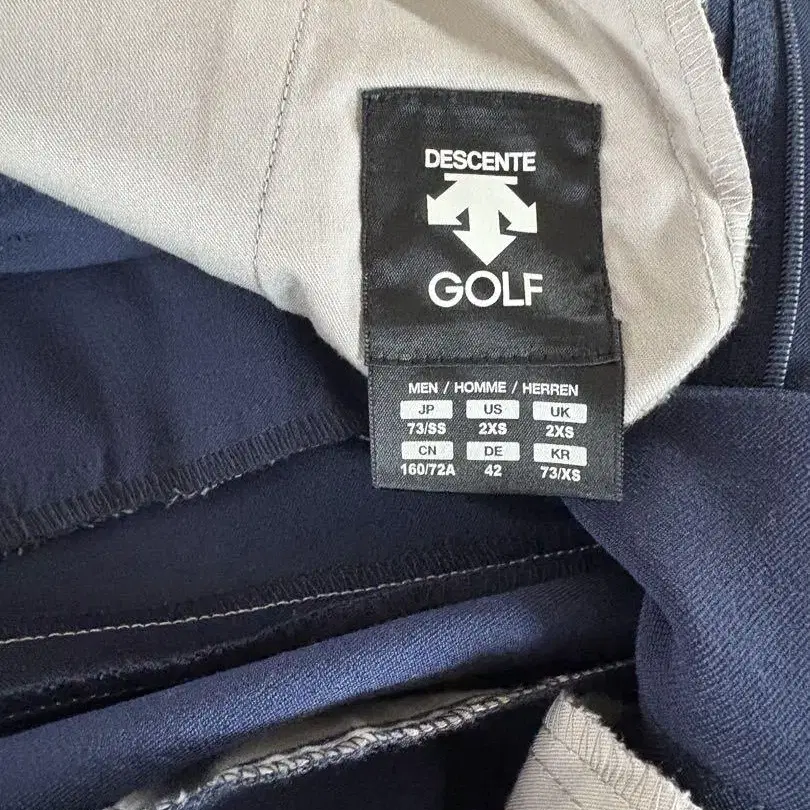 DESCENTE
GOLF
MEN / HOMME / HERREN
JP US UK
73/SS 2XS 2XS
CN DE KR
160/72A 42 73/XS